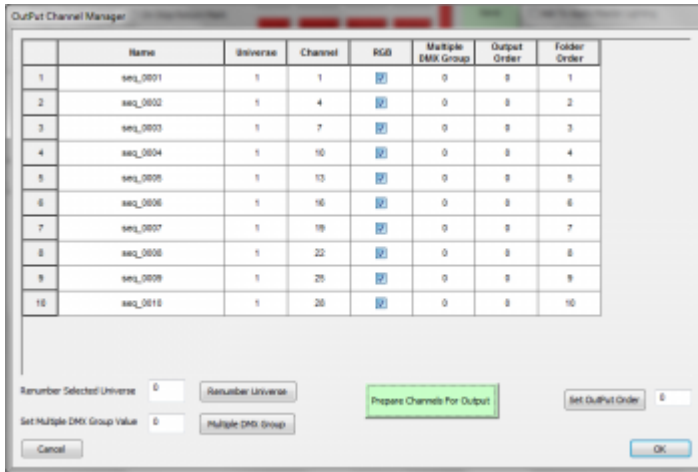 OutPut Channel Manager
Name Universe Channel RGB Multiple DMX Group Output Order Folder Order
1 seq_0001 1 1 0 0 1
2 seq_0002 1 4 0 0 2
3 seq_0003 1 7 0 0 3
4 seq_0004 1 10 0 0 4
5 seq_0005 1 13 0 0 5
6 seq_0006 1 16 0 0 6
7 seq_0007 1 19 0 0 7
8 seq_0008 1 22 0 0 8
9 seq_0009 1 25 0 0 9
10 seq_0010 1 28 0 0 10
Renumber Selected Universe 0 Renumber Universe
Prepare Channels For Output Set OutPut Order 0
Set Multiple DMX Group Value 0 Multiple DMX Group
Cancel OK